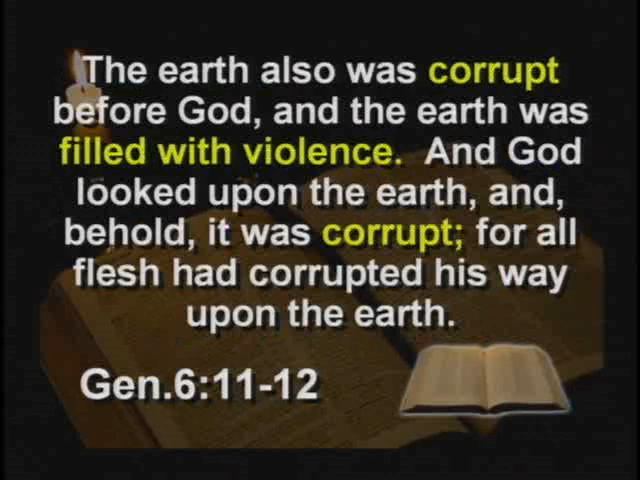 The earth also was corrupt
before God, and the earth was
filled with violence. And God
looked upon the earth, and,
behold, it was corrupt; for all
flesh had corrupted his way
upon the earth.
Gen.6:11-12